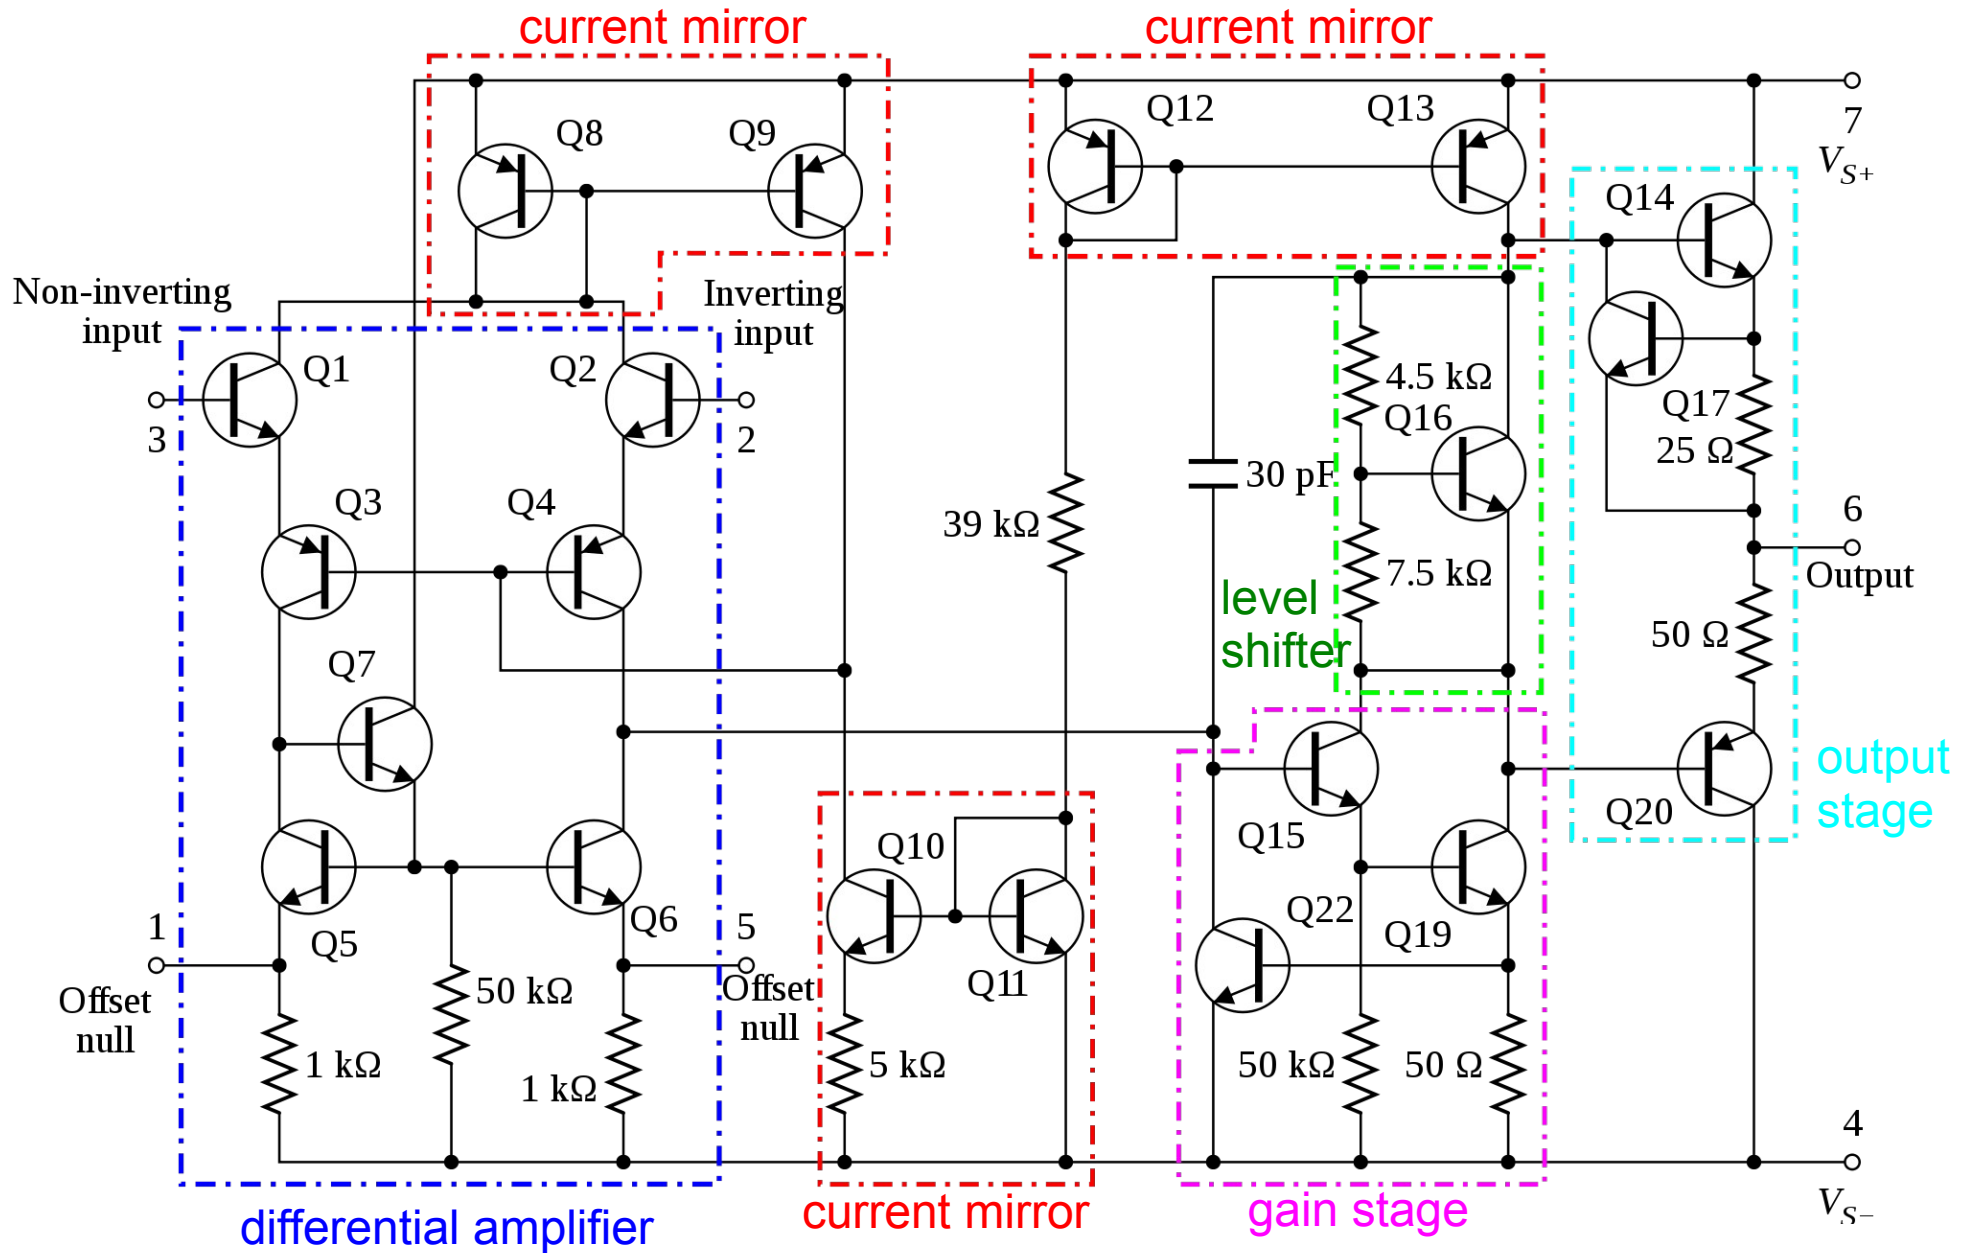 current mirror
current mirror
Q12
Q13
Q8
Q9
7
V_S+
Q14
Non-inverting
input
Inverting
input
Q1
Q2
3
2
4.5 kΩ
Q16
Q17
25 Ω
30 pF
Q3
Q4
39 kΩ
6
Output
7.5 kΩ
level
shifter
50 Ω
Q7
output
stage
Q20
Q15
Q10
Q22
Q19
1
5
Q5
Q6
Q11
Offset
null
50 kΩ
Offset
null
1 kΩ
1 kΩ
5 kΩ
50 kΩ
50 Ω
4
V_S−
differential amplifier
current mirror
gain stage